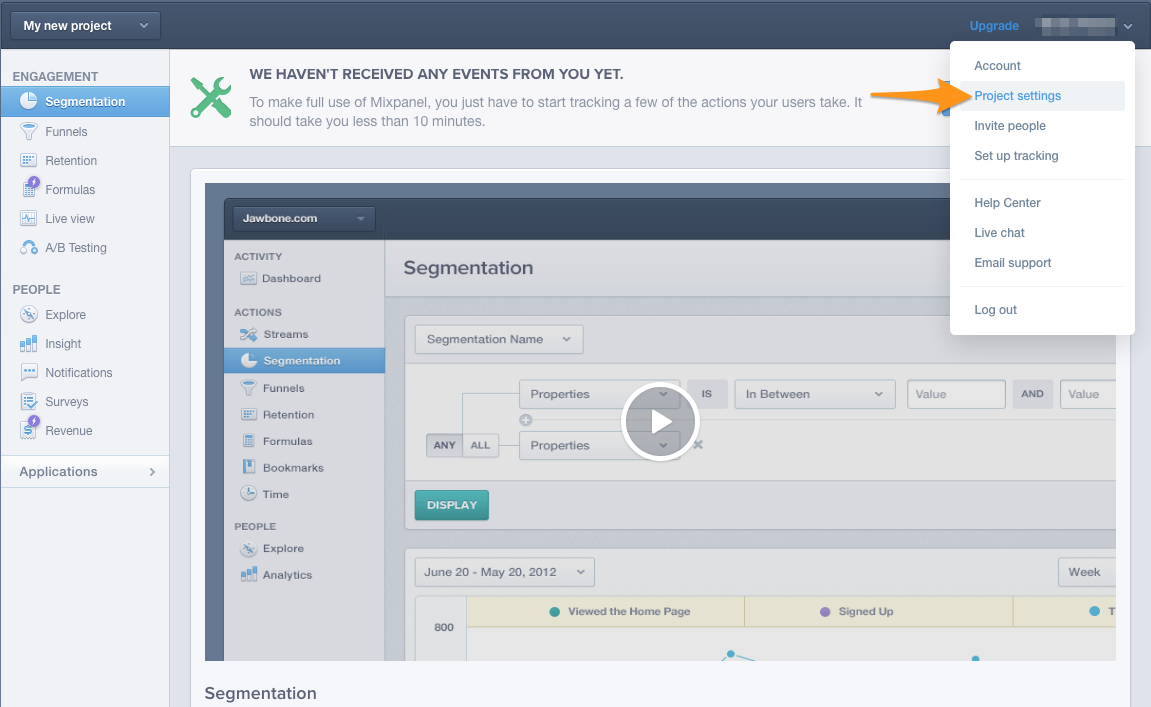 My new project
Upgrade
Account
Project settings
Invite people
Set up tracking
Help Center
Live chat
Email support
Log out
ENGAGEMENT
Segmentation
Funnels
Retention
Formulas
Live view
A/B Testing
PEOPLE
Explore
Insight
Notifications
Surveys
Revenue
Applications
WE HAVEN'T RECEIVED ANY EVENTS FROM YOU YET.
To make full use of Mixpanel, you just have to start tracking a few of the actions your users take. It
should take you less than 10 minutes.
Jawbone.com
ACTIVITY
Dashboard
ACTIONS
Streams
Segmentation
Funnels
Retention
Formulas
Bookmarks
Time
PEOPLE
Explore
Analytics
Segmentation
Segmentation Name
Properties IS In Between Value AND Value
ANY ALL
Properties
DISPLAY
June 20 - May 20, 2012 Week
Viewed the Home Page Signed Up
800
Segmentation